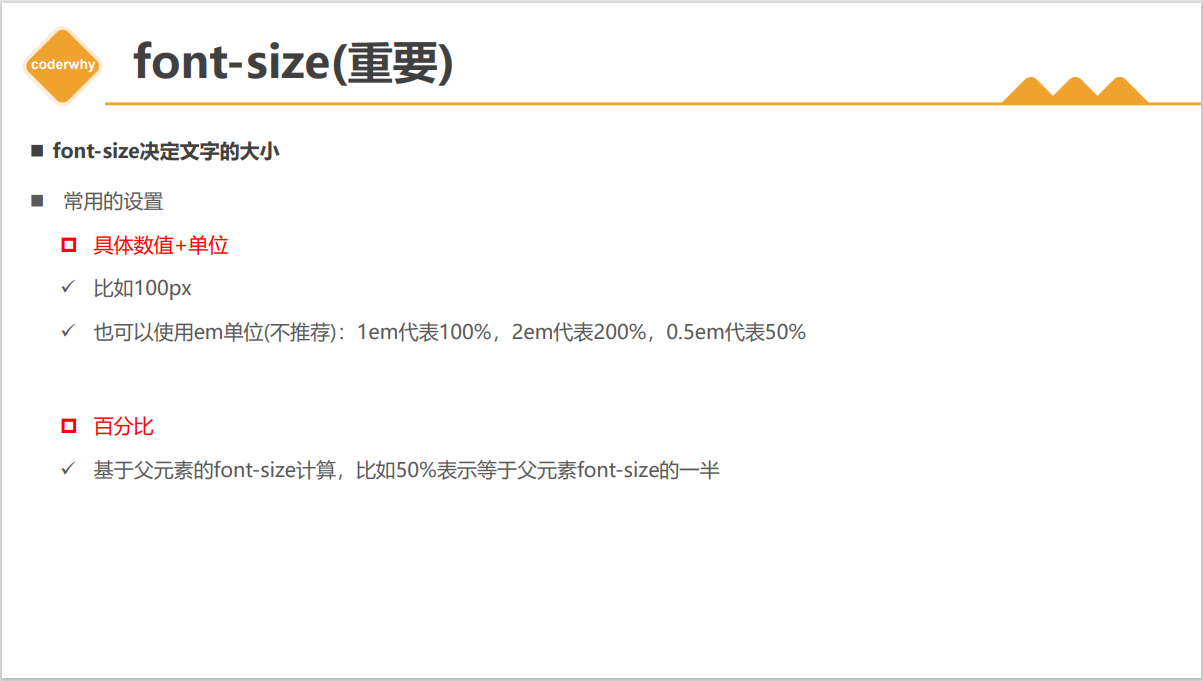 coderwhy
font-size(重要)
font-size决定文字的大小
常用的设置
具体数值+单位
比如100px
也可以使用em单位(不推荐)：1em代表100%，2em代表200%，0.5em代表50%
百分比
基于父元素的font-size计算，比如50%表示等于父元素font-size的一半